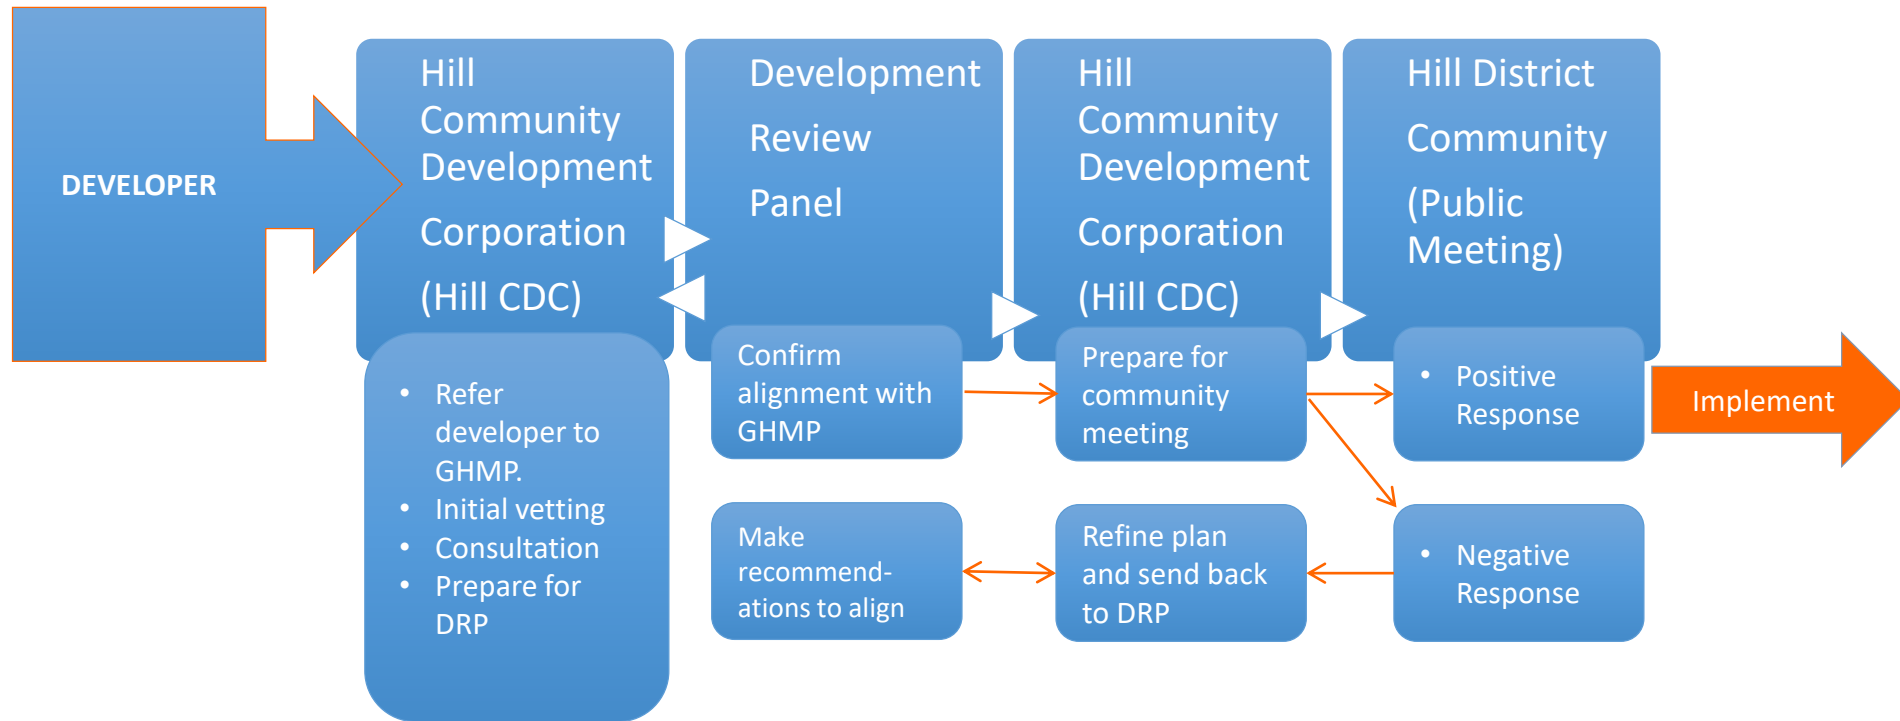 DEVELOPER
Hill
Community
Development
Corporation
(Hill CDC)
• Refer
developer to
GHMP.
• Initial vetting
• Consultation
• Prepare for
DRP
Development
Review
Panel
Confirm
alignment with
GHMP
Make
recommend-
ations to align
Hill
Community
Development
Corporation
(Hill CDC)
Prepare for
community
meeting
Refine plan
and send back
to DRP
Hill District
Community
(Public
Meeting)
• Positive
Response
• Negative
Response
Implement